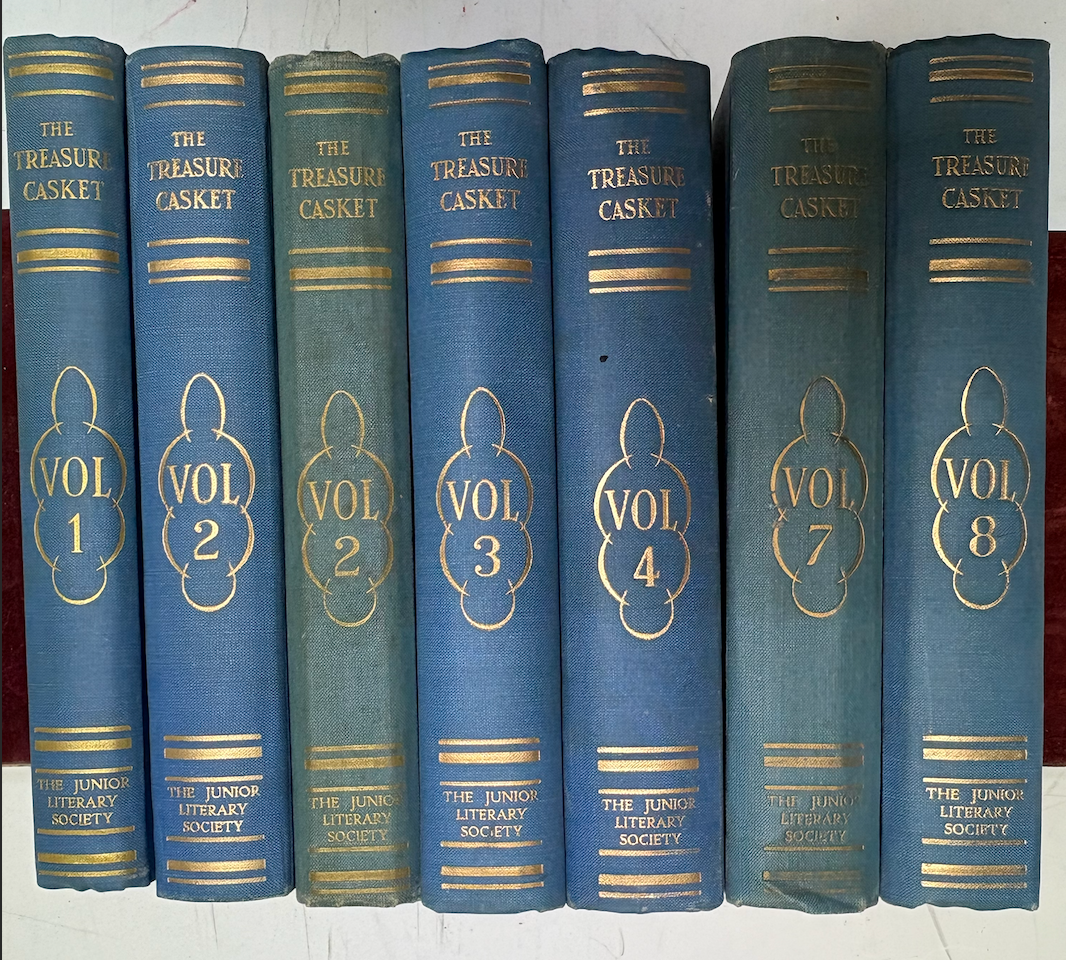 THE
TREASURE
CASKET
VOL
1
THE JUNIOR
LITERARY
SOCIETY
THE
TREASURE
CASKET
VOL
2
THE JUNIOR
LITERARY
SOCIETY
THE
TREASURE
CASKET
VOL
2
THE JUNIOR
LITERARY
SOCIETY
THE
TREASURE
CASKET
VOL
3
THE JUNIOR
LITERARY
SOCIETY
THE
TREASURE
CASKET
VOL
4
THE JUNIOR
LITERARY
SOCIETY
THE
TREASURE
CASKET
VOL
7
THE JUNIOR
LITERARY
SOCIETY
THE
TREASURE
CASKET
VOL
8
THE JUNIOR
LITERARY
SOCIETY